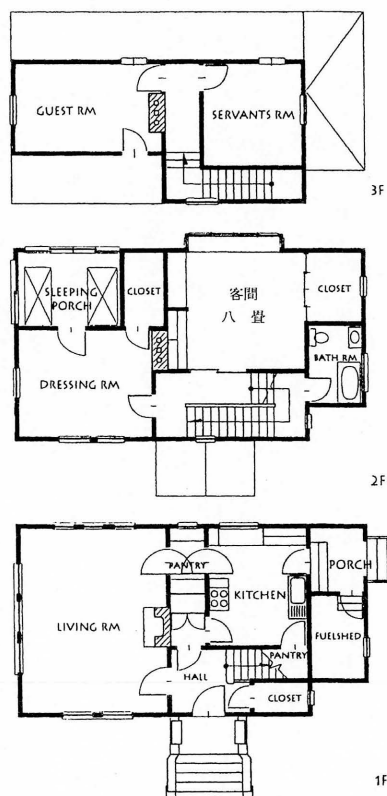 GUEST RM
SERVANTS RM
3F
SLEEPING
PORCH
CLOSET
客間
八 畳
CLOSET
BATH RM
DRESSING RM
2F
PANTRY
PORCH
KITCHEN
LIVING RM
FUELSHED
PANTRY
HALL
CLOSET
1F